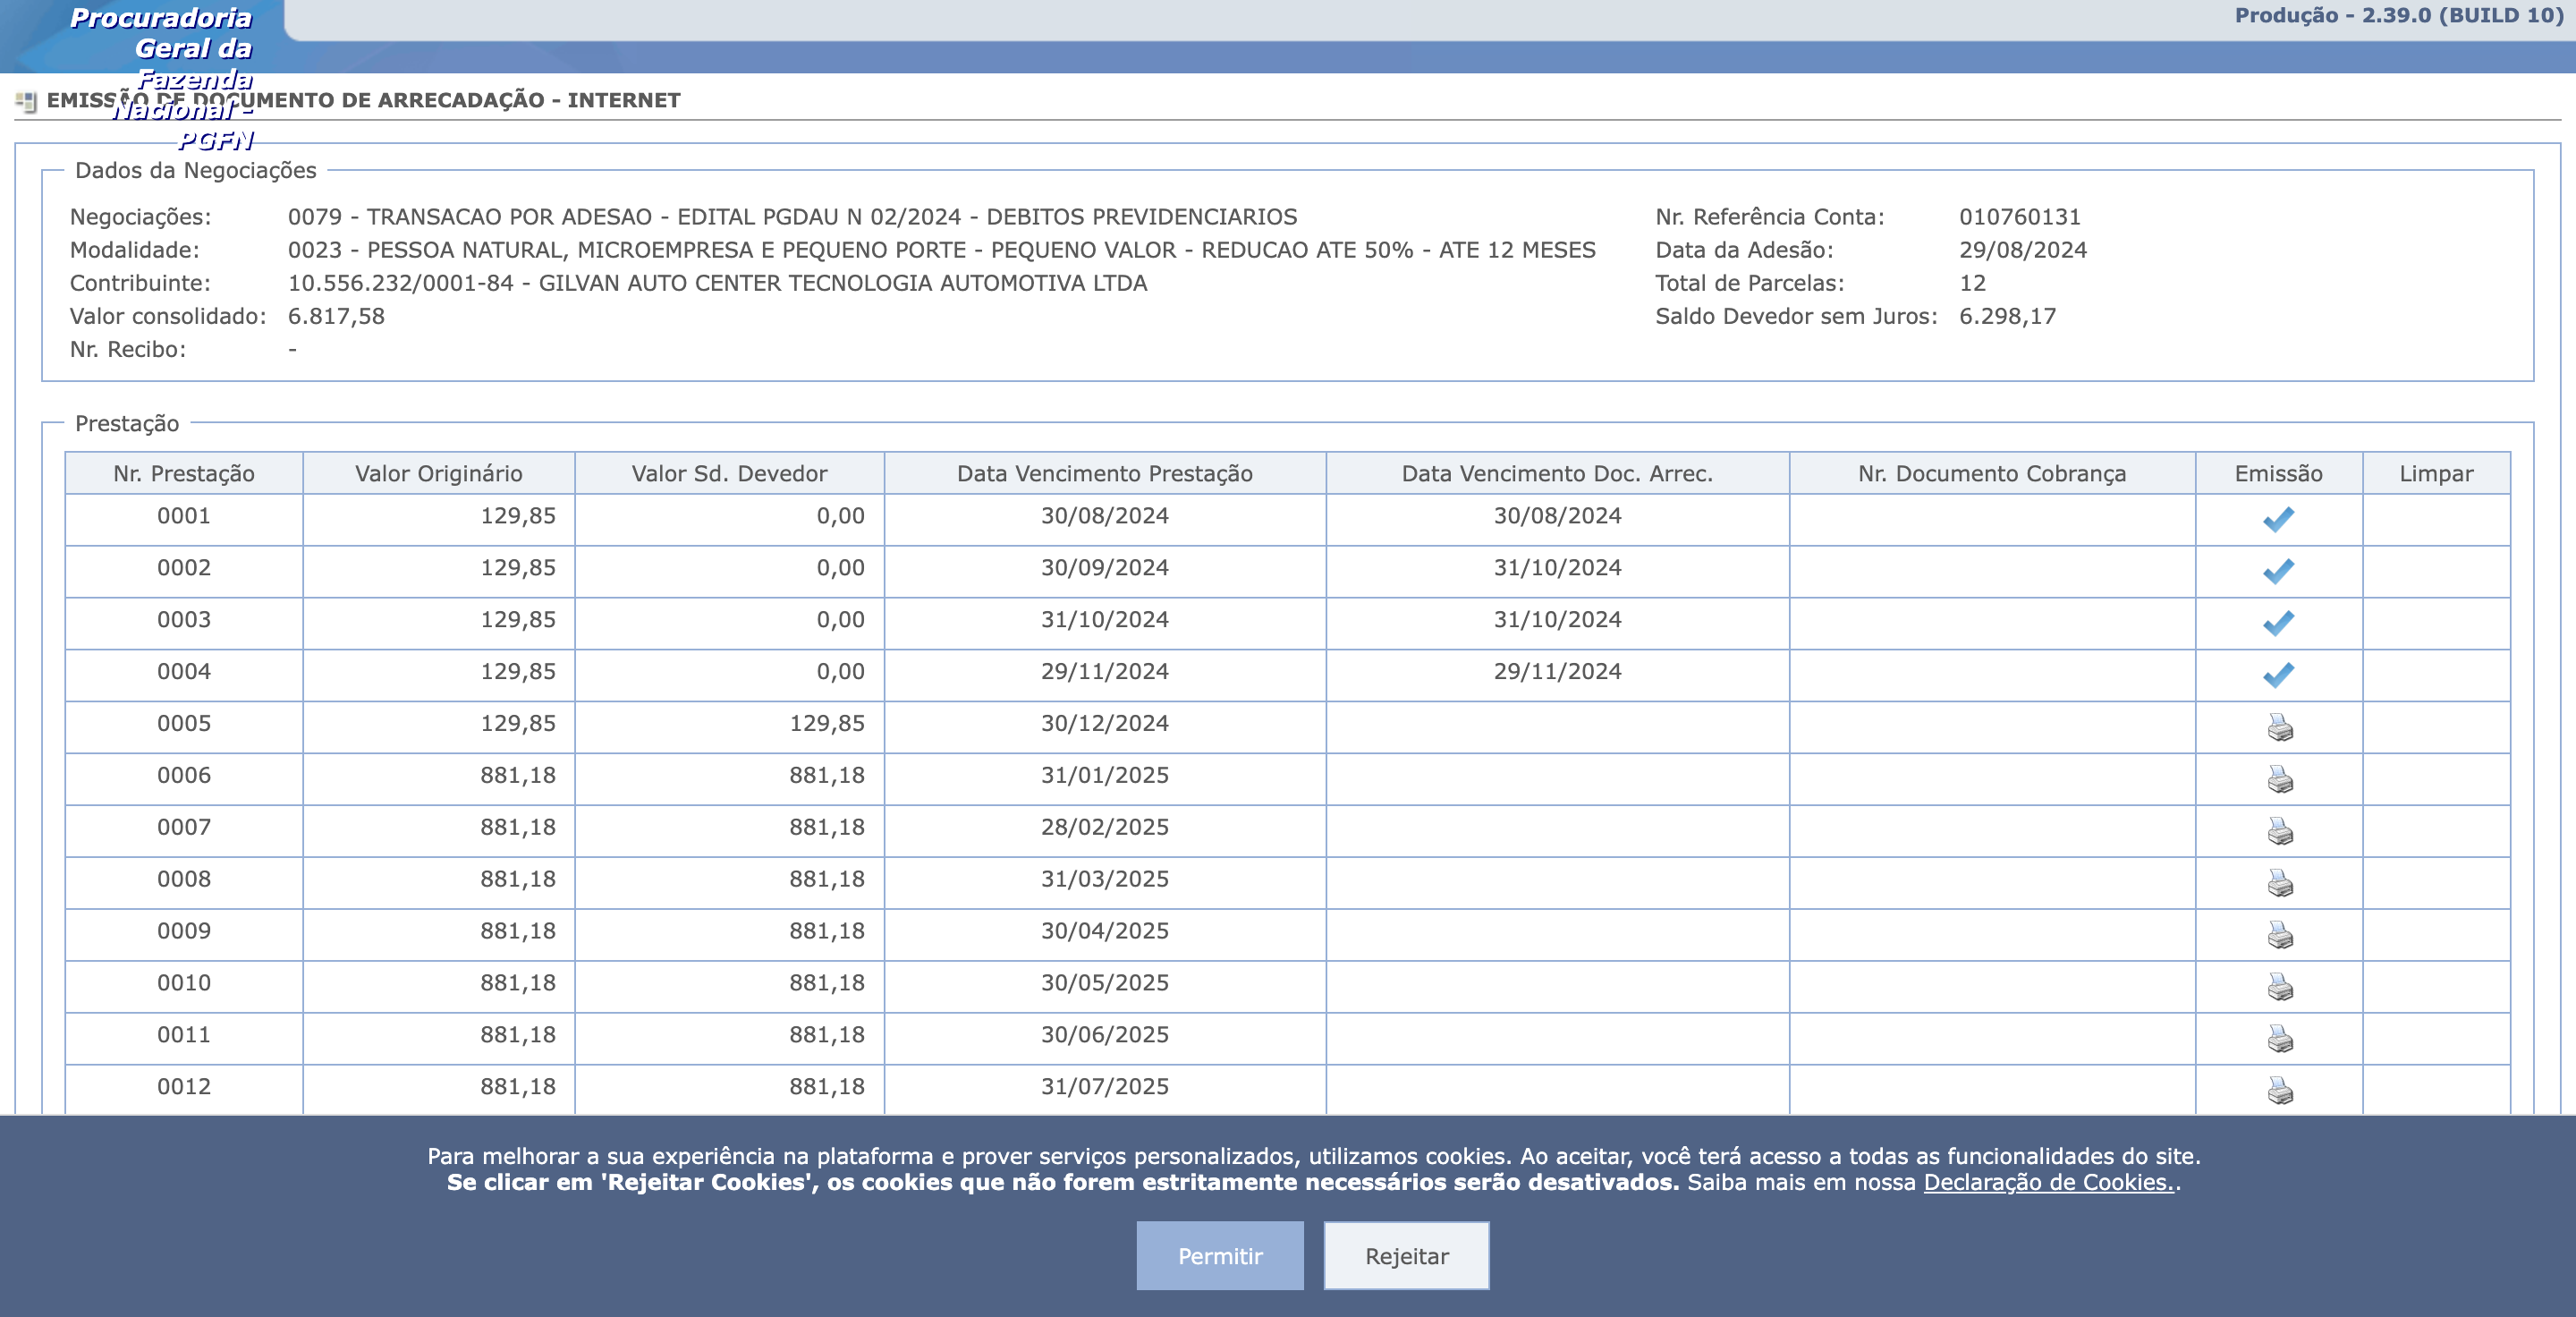 Procuradoria
Geral da
Fazenda
Nacional -
PGFN
Produção - 2.39.0 (BUILD 10)
EMISSÃO DE DOCUMENTO DE ARRECADAÇÃO - INTERNET
Dados da Negociações
Negociações: 0079 - TRANSACAO POR ADESAO - EDITAL PGDAU N 02/2024 - DEBITOS PREVIDENCIARIOS Nr. Referência Conta: 010760131
Modalidade: 0023 - PESSOA NATURAL, MICROEMPRESA E PEQUENO PORTE - PEQUENO VALOR - REDUCAO ATE 50% - ATE 12 MESES Data da Adesão: 29/08/2024
Contribuinte: 10.556.232/0001-84 - GILVAN AUTO CENTER TECNOLOGIA AUTOMOTIVA LTDA Total de Parcelas: 12
Valor consolidado: 6.817,58 Saldo Devedor sem Juros: 6.298,17
Nr. Recibo: -
Prestação
Nr. Prestação Valor Originário Valor Sd. Devedor Data Vencimento Prestação Data Vencimento Doc. Arrec. Nr. Documento Cobrança Emissão Limpar
0001 129,85 0,00 30/08/2024 30/08/2024
0002 129,85 0,00 30/09/2024 31/10/2024
0003 129,85 0,00 31/10/2024 31/10/2024
0004 129,85 0,00 29/11/2024 29/11/2024
0005 129,85 129,85 30/12/2024
0006 881,18 881,18 31/01/2025
0007 881,18 881,18 28/02/2025
0008 881,18 881,18 31/03/2025
0009 881,18 881,18 30/04/2025
0010 881,18 881,18 30/05/2025
0011 881,18 881,18 30/06/2025
0012 881,18 881,18 31/07/2025
Para melhorar a sua experiência na plataforma e prover serviços personalizados, utilizamos cookies. Ao aceitar, você terá acesso a todas as funcionalidades do site.
Se clicar em 'Rejeitar Cookies', os cookies que não forem estritamente necessários serão desativados. Saiba mais em nossa Declaração de Cookies..
Permitir Rejeitar